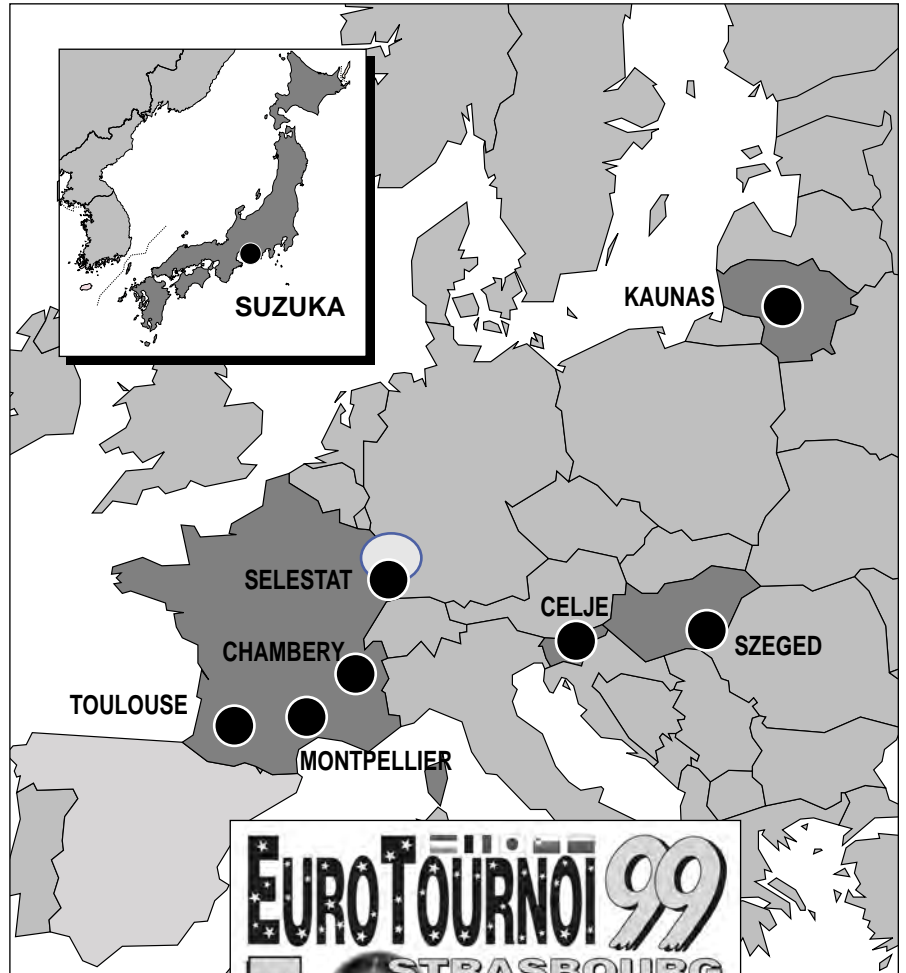 SUZUKA
KAUNAS
SELESTAT
CELJE
CHAMBERY
SZEGED
TOULOUSE
MONTPELLIER
EUROTOURNOI 99
STRASBOURG